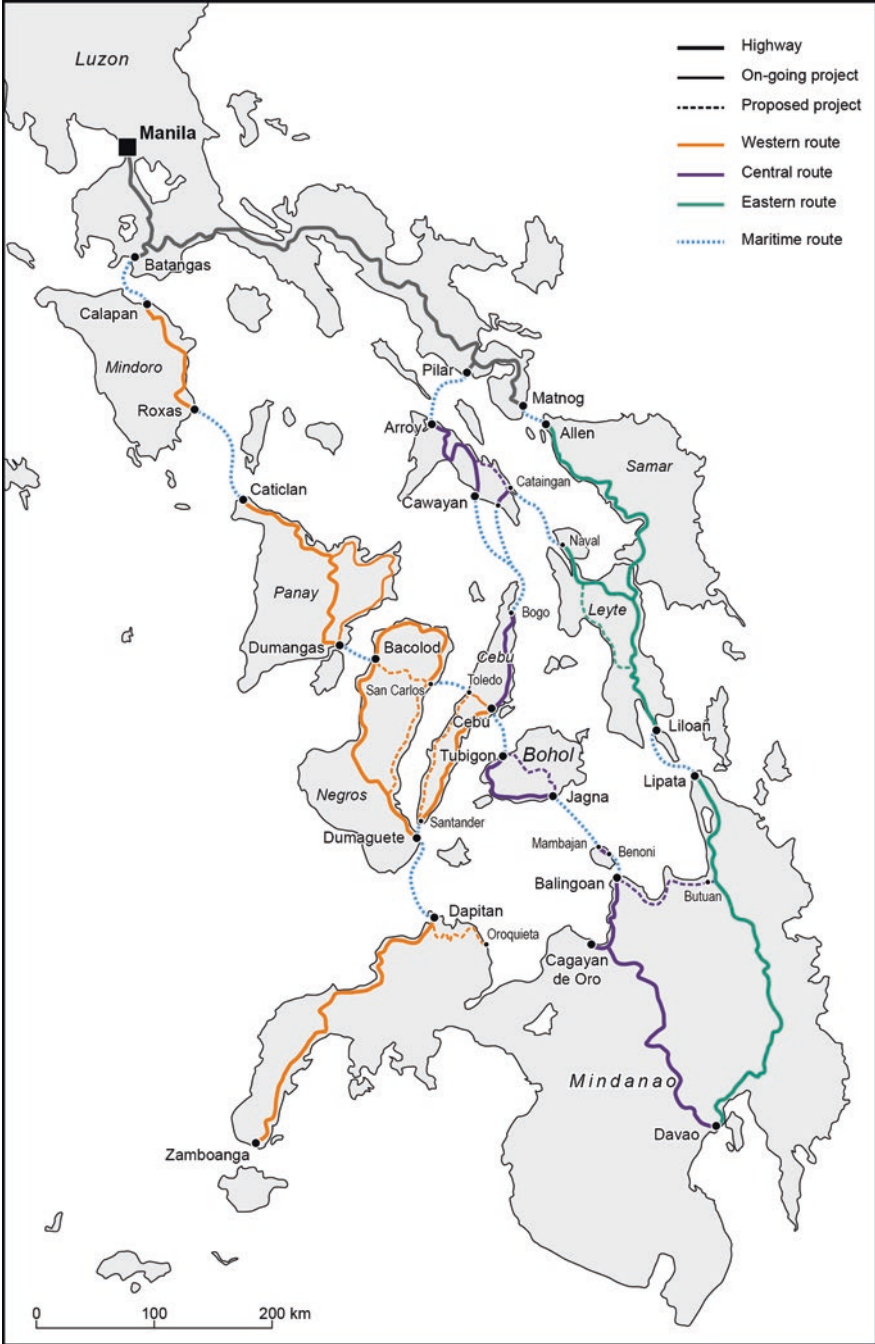 Luzon
Highway
On-going project
Proposed project
Manila
Western route
Central route
Eastern route
Maritime route
Batangas
Calapan
Mindoro
Pilar
Matnog
Roxas
Arroy
Allen
Samar
Cataingan
Caticlan
Cawayan
Naval
Panay
Leyte
Bogo
Dumangas
Bacolod
Cebu
San Carlos
Toledo
Cebu
Liloañ
Tubigon
Bohol
Lipata
Negros
Jagna
Santander
Dumaguete
Mambajan
Benoni
Balingoan
Butuan
Dapitan
Oroquieta
Cagayan
de Oro
Mindanao
Davao
Zamboanga
0
100
200 km